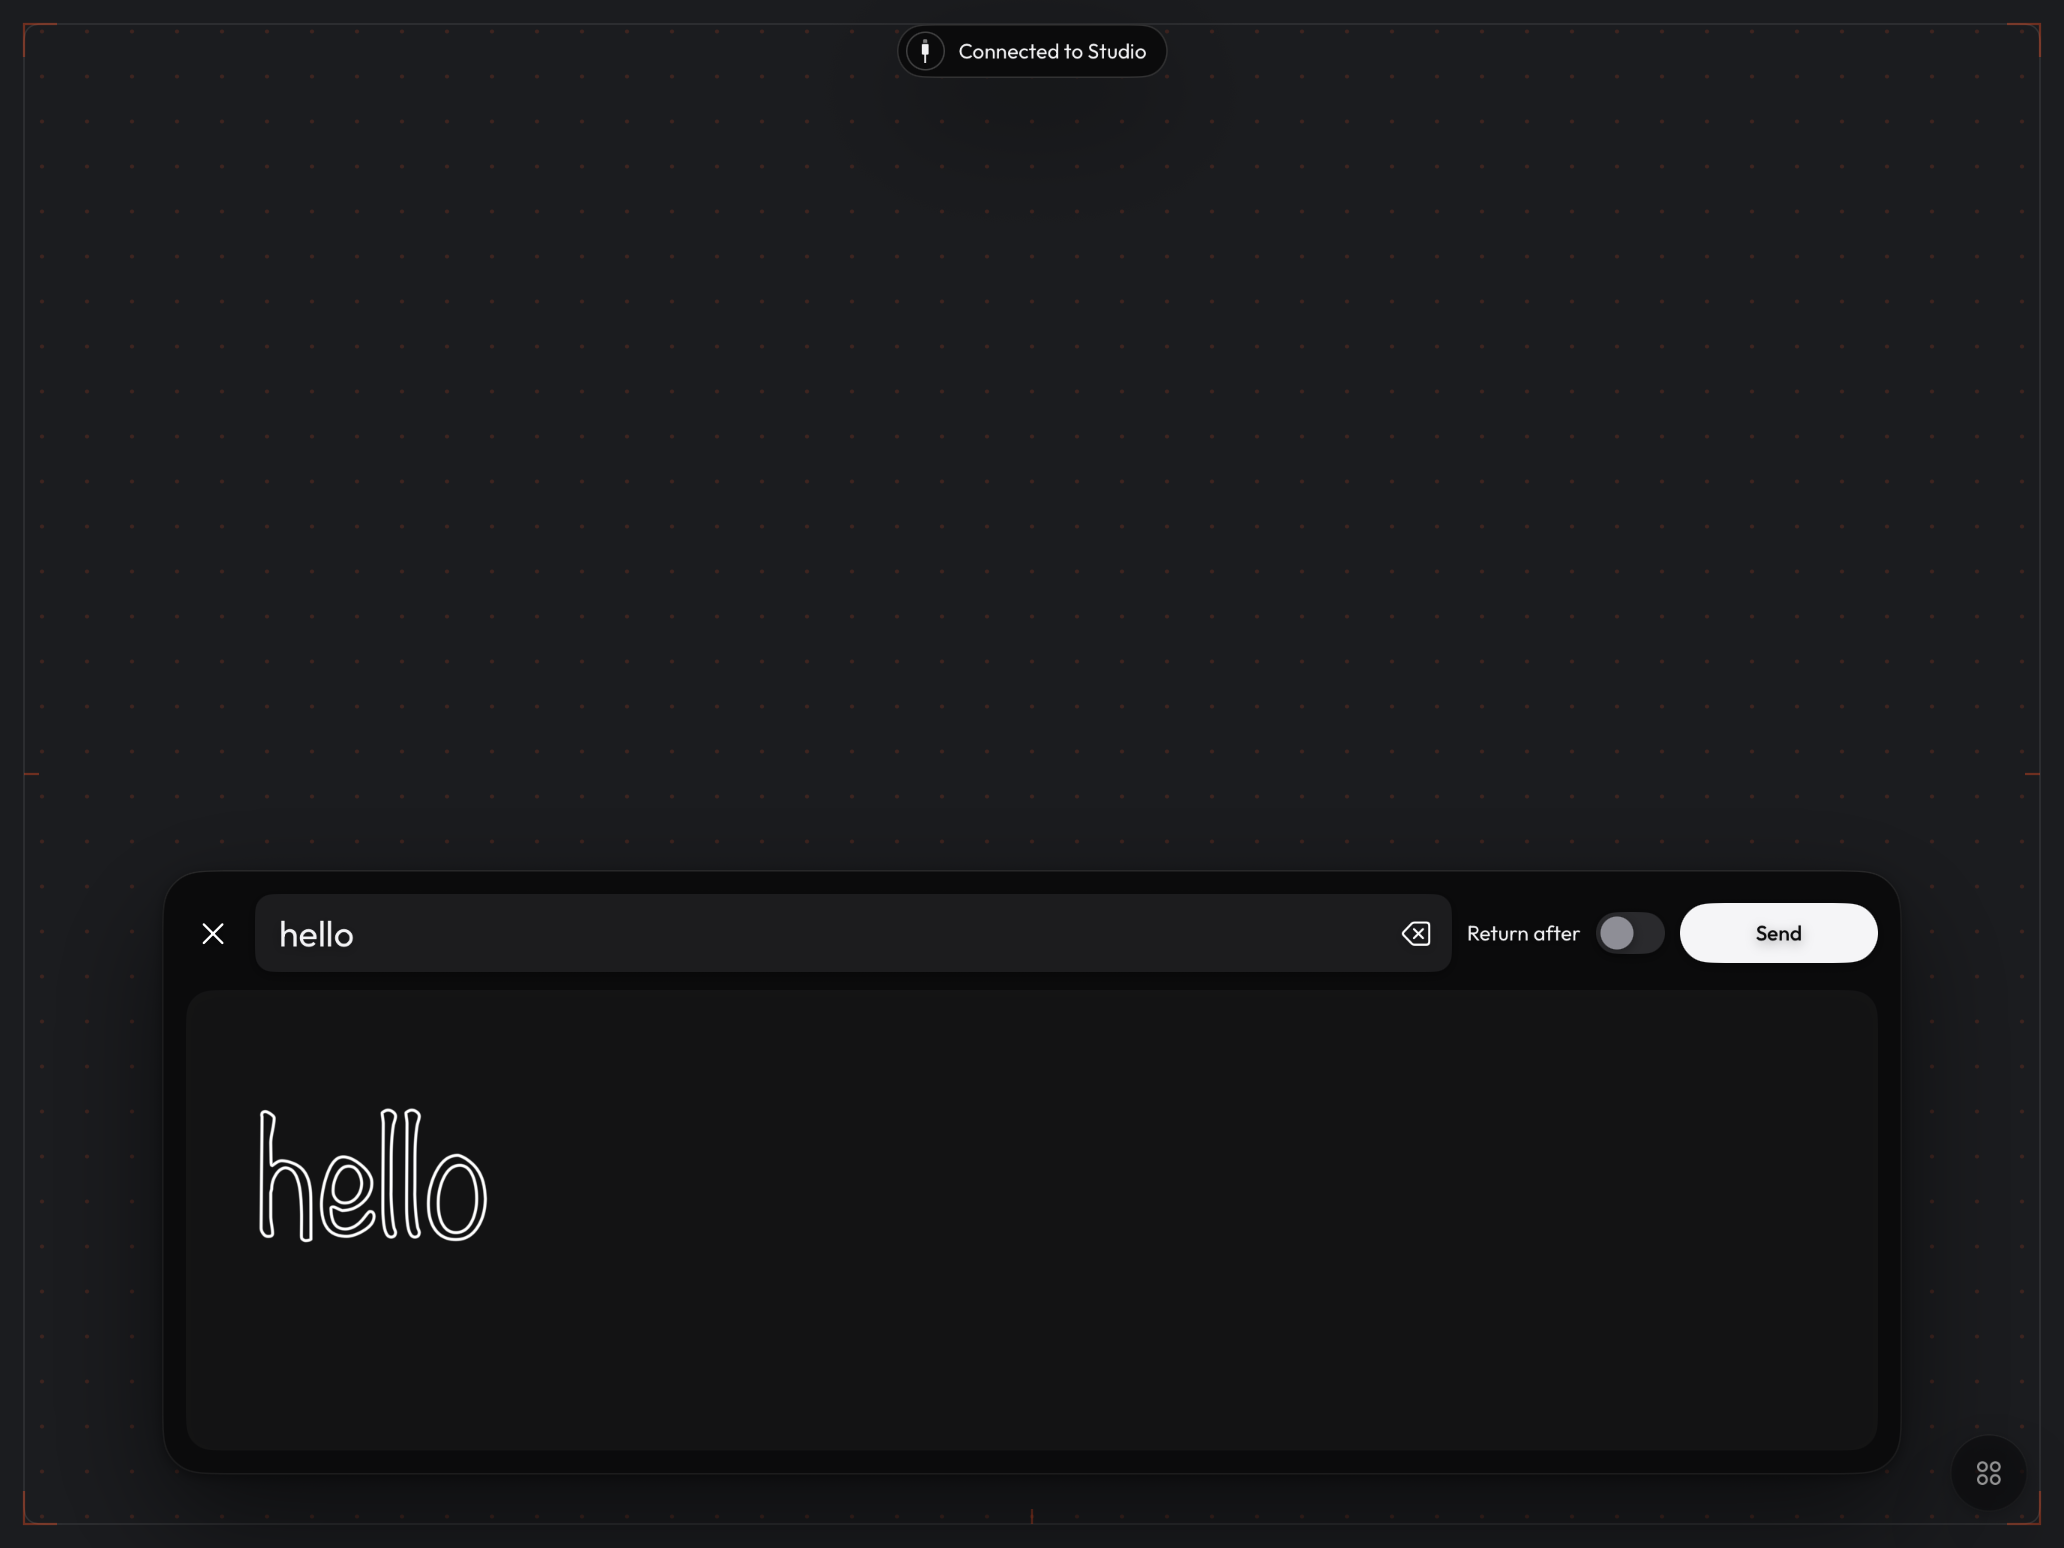 Connected to Studio
hello
Return after
Send
hello